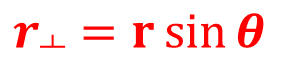 r⊥ = r sin θ